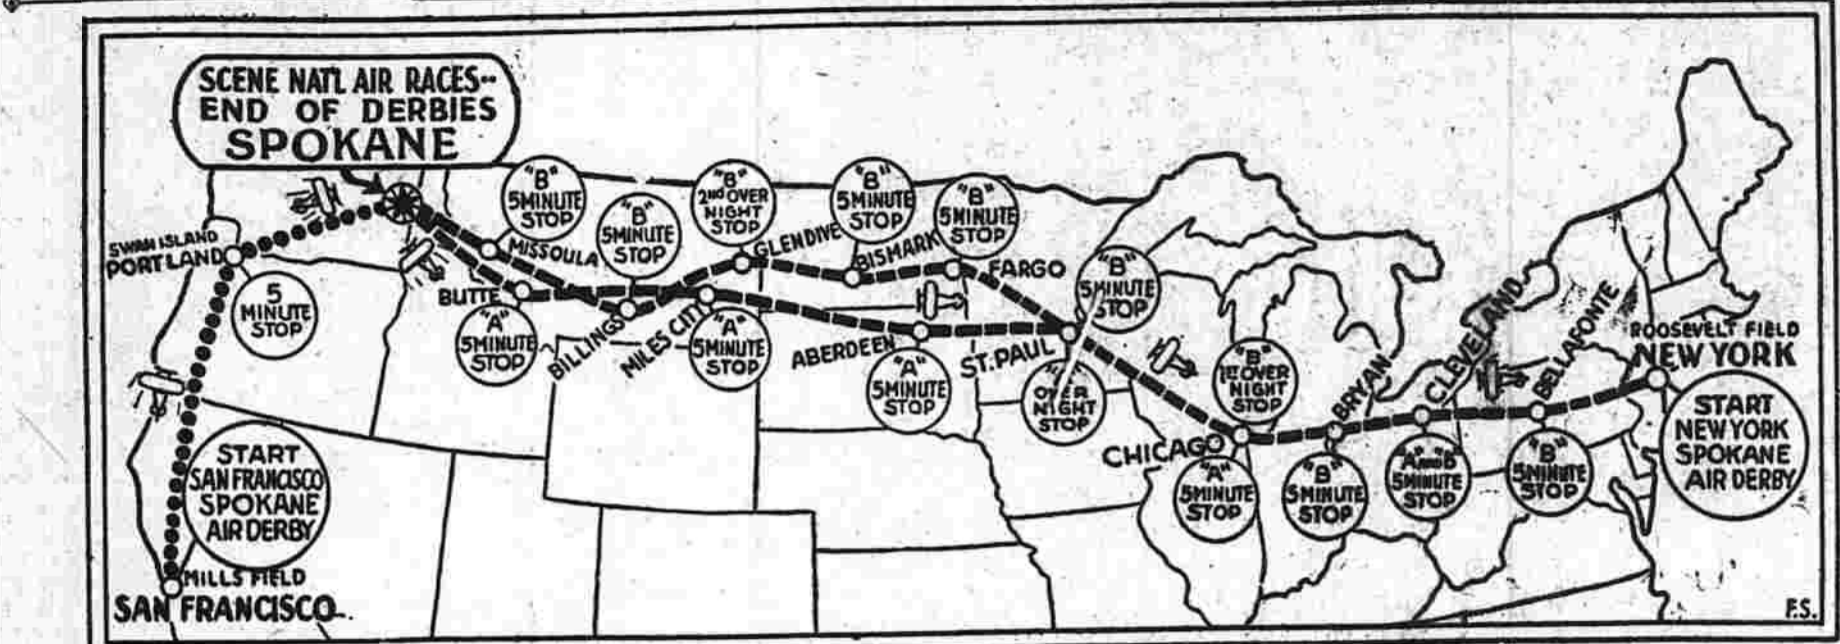 SCENE NAT'L AIR RACES--
END OF DERBIES
SPOKANE
SWAN ISLAND
PORTLAND
5
MINUTE
STOP
START
SAN FRANCISCO
SPOKANE
AIR DERBY
MILLS FIELD
SAN FRANCISCO
"B"
5 MINUTE
STOP
MISSOULA
"B"
5 MINUTE
STOP
"B"
2ND OVER
NIGHT
STOP
GLENDIVE
"B"
5 MINUTE
STOP
BISMARK
"B"
5 MINUTE
STOP
FARGO
"B"
5 MINUTE
STOP
BUTTE
"A"
5 MINUTE
STOP
BILLINGS
MILES CITY
"A"
5 MINUTE
STOP
ABERDEEN
"A"
5 MINUTE
STOP
ST. PAUL
OVER
NIGHT
STOP
"B"
1ST OVER
NIGHT
STOP
CHICAGO
"A"
5 MINUTE
STOP
BRYAN
"B"
5 MINUTE
STOP
CLEVELAND
"A" AND "B"
5 MINUTE
STOP
BELLAFONTE
"B"
5 MINUTE
STOP
ROOSEVELT FIELD
NEW YORK
START
NEW YORK
SPOKANE
AIR DERBY
F.S.